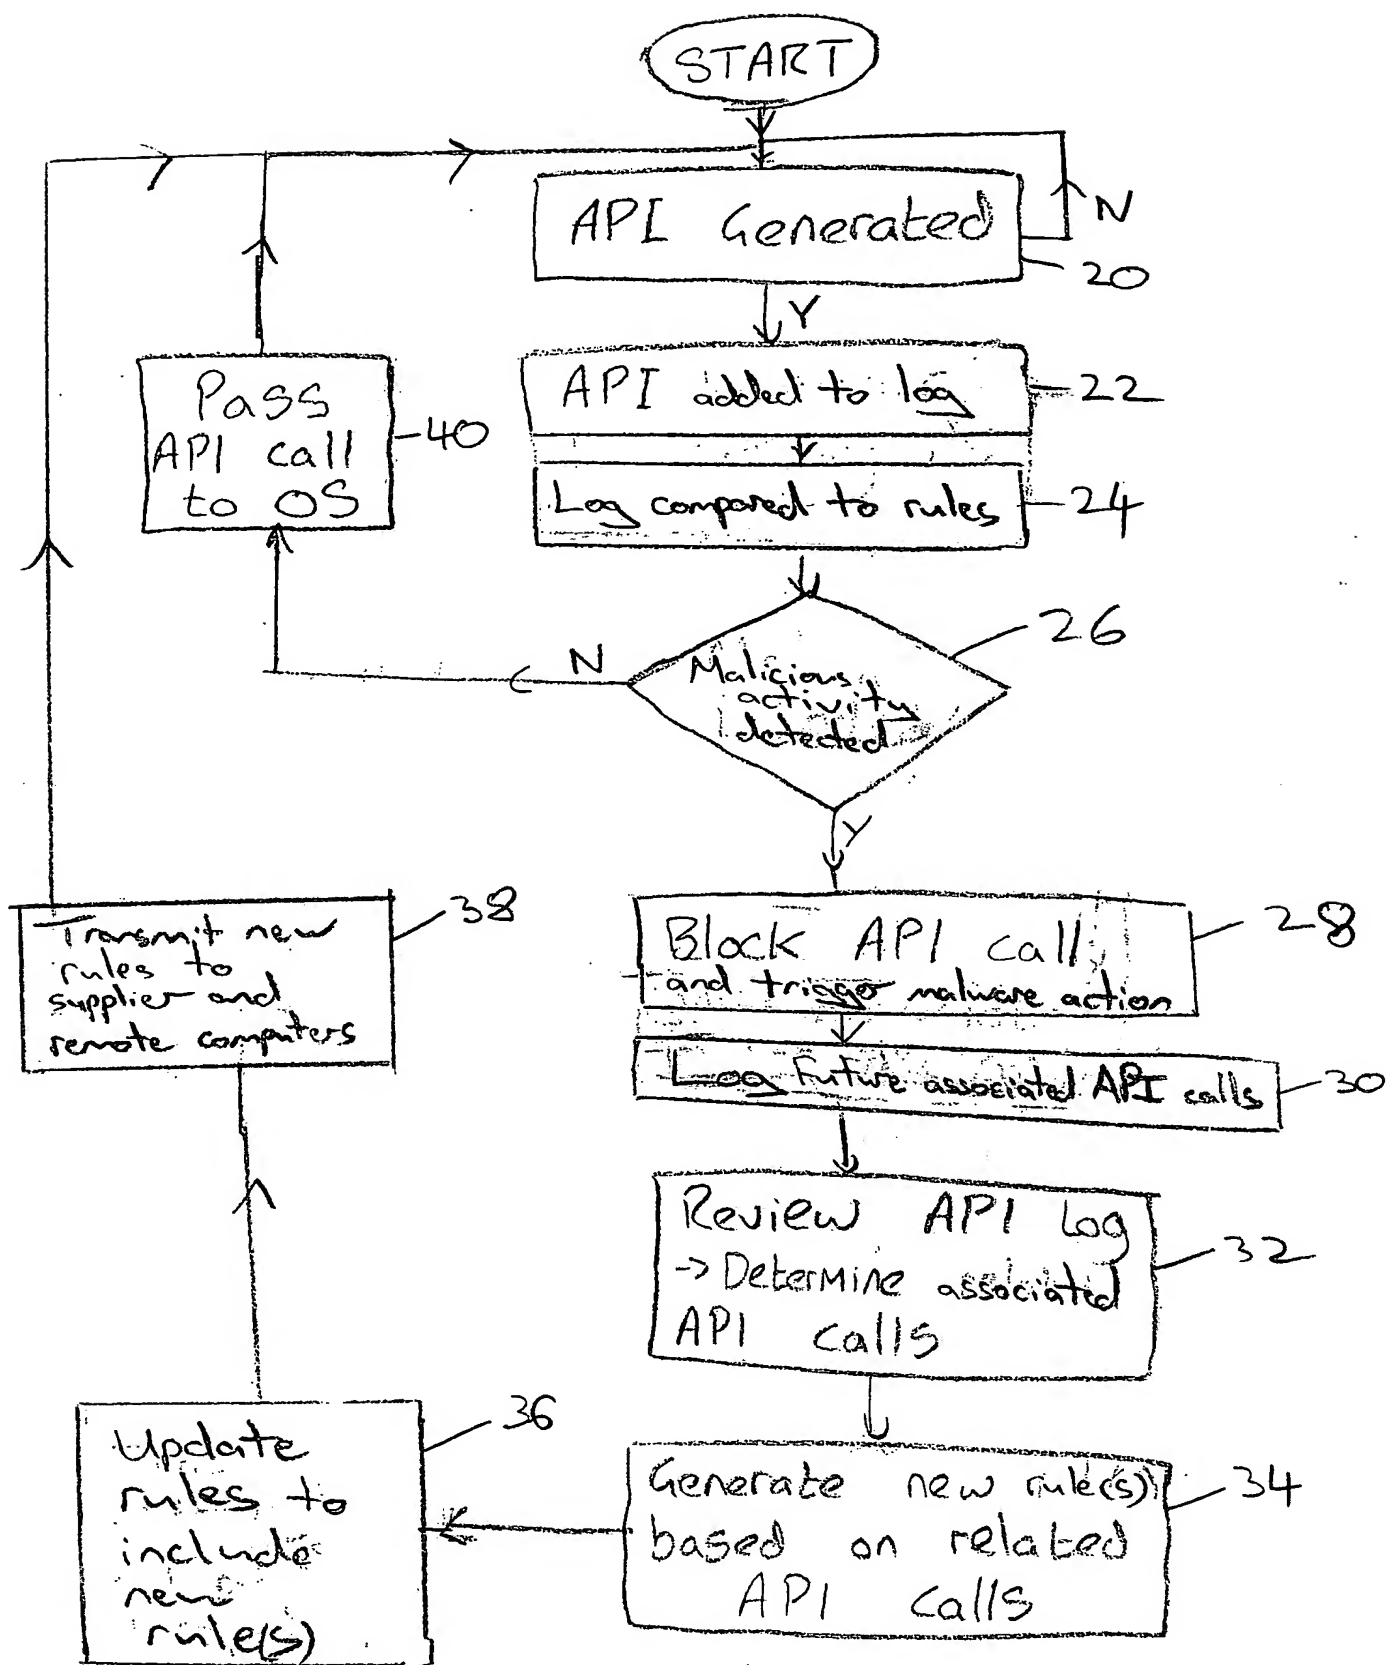 START
API Generated
N
20
Y
API added to log
22
Pass
API call
to OS
40
Log compared to rules
24
26
N
Malicious
activity
detected
Y
Transmit new
rules to
supplier and
remote computers
38
Block API call
and trigger malware action
28
Log Future associated API calls
30
Review API log
-> Determine associated
API calls
32
Update
rules to
include
new
rule(s)
36
Generate new rule(s)
based on related
API calls
34